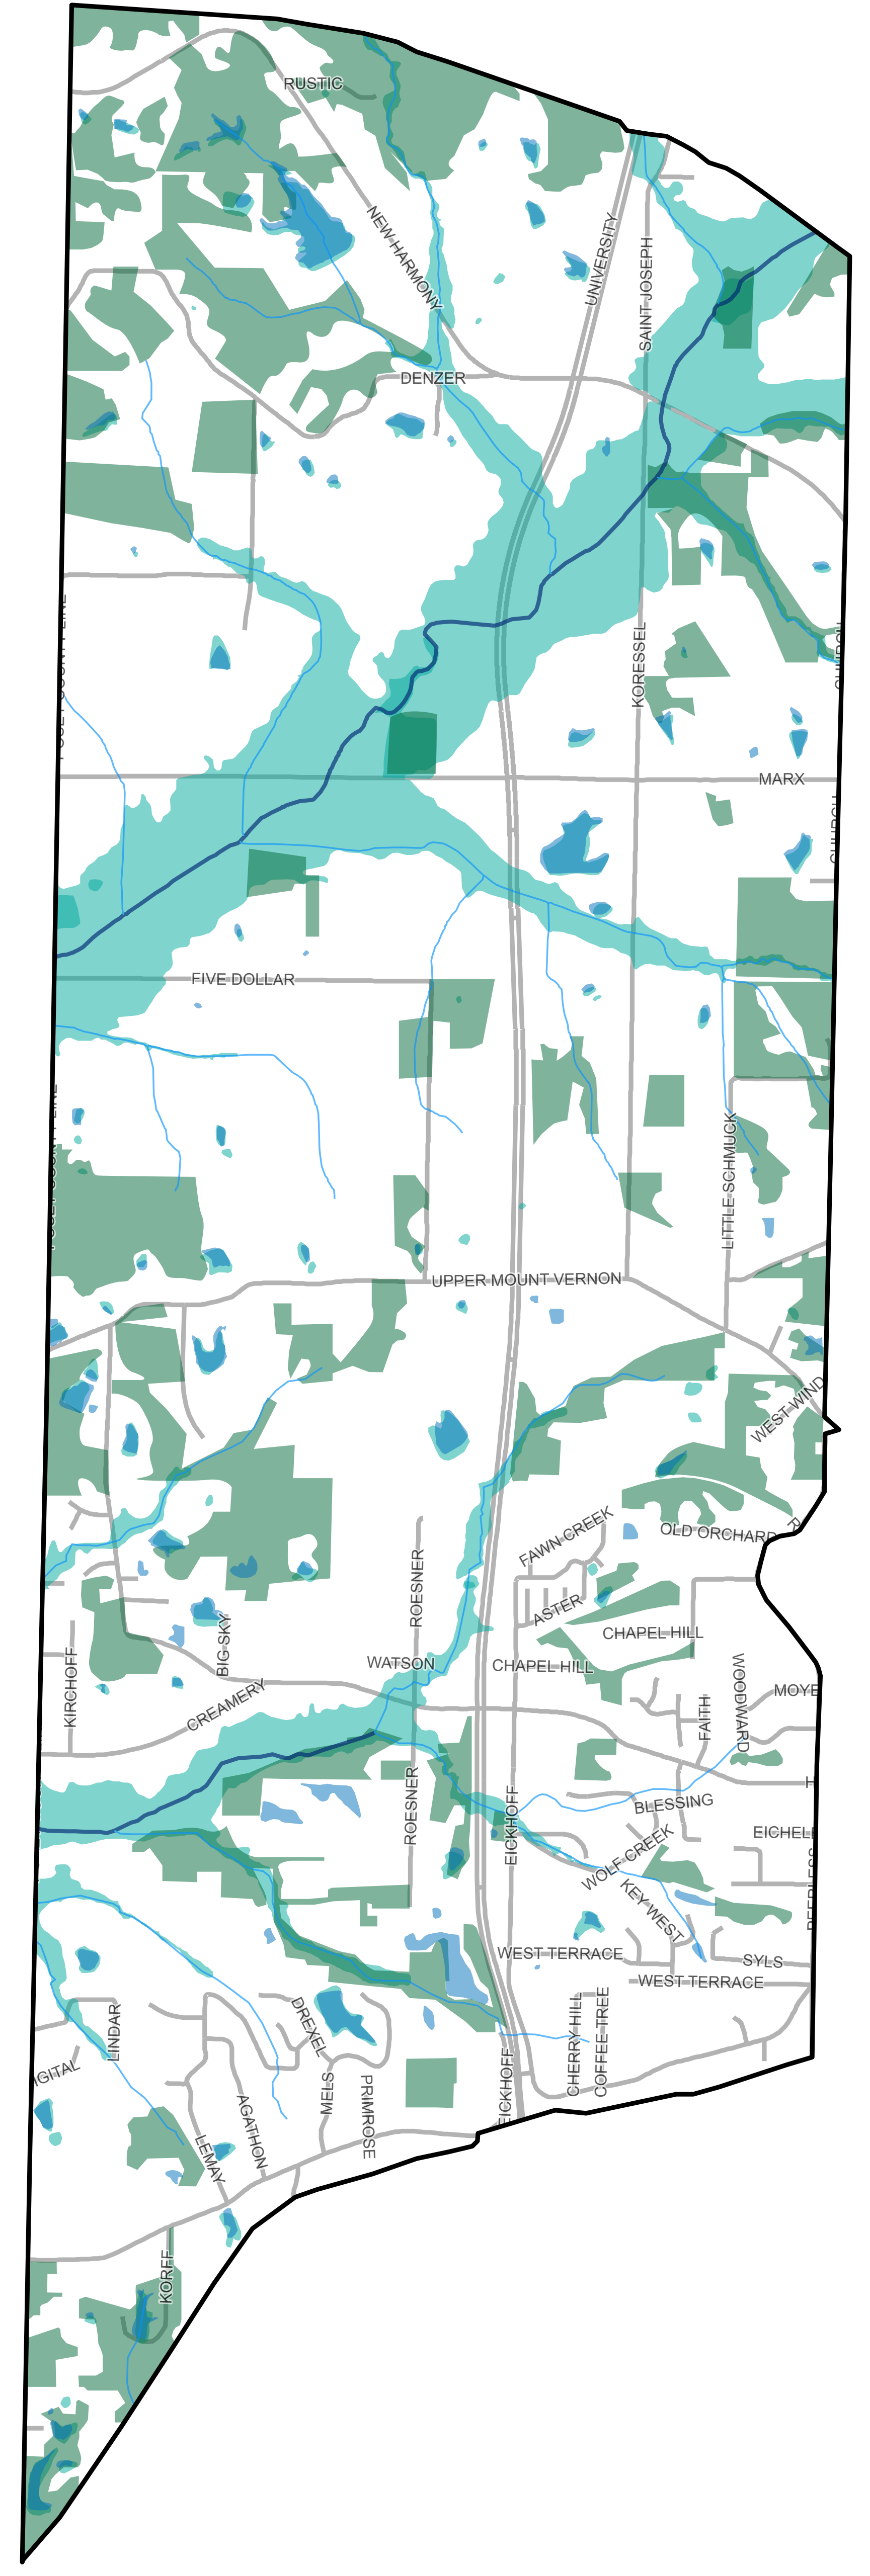 RUSTIC
NEW HARMONY
UNIVERSITY
SAINT JOSEPH
DENZER
KORESSEL
MARX
FIVE DOLLAR
LITTLE SCHMUCK
UPPER MOUNT VERNON
WEST WIND
OLD ORCHARD
R
FAWN CREEK
ROESNER
ASTER
CHAPEL HILL
BIG SKY
KIRCHOFF
WATSON
CHAPEL HILL
WOODWARD
MOYE
FAITH
CREAMERY
H
ROESNER
EICKHOFF
BLESSING
EICHEL
WOLF CREEK
KEY WEST
WEST TERRACE
SYLS
WEST TERRACE
LINDAR
DREXEL
CHERRY HILL
COFFEE TREE
IGITAL
EICKHOFF
MELS
PRIMROSE
AGATHON
LEMAY
KORFF